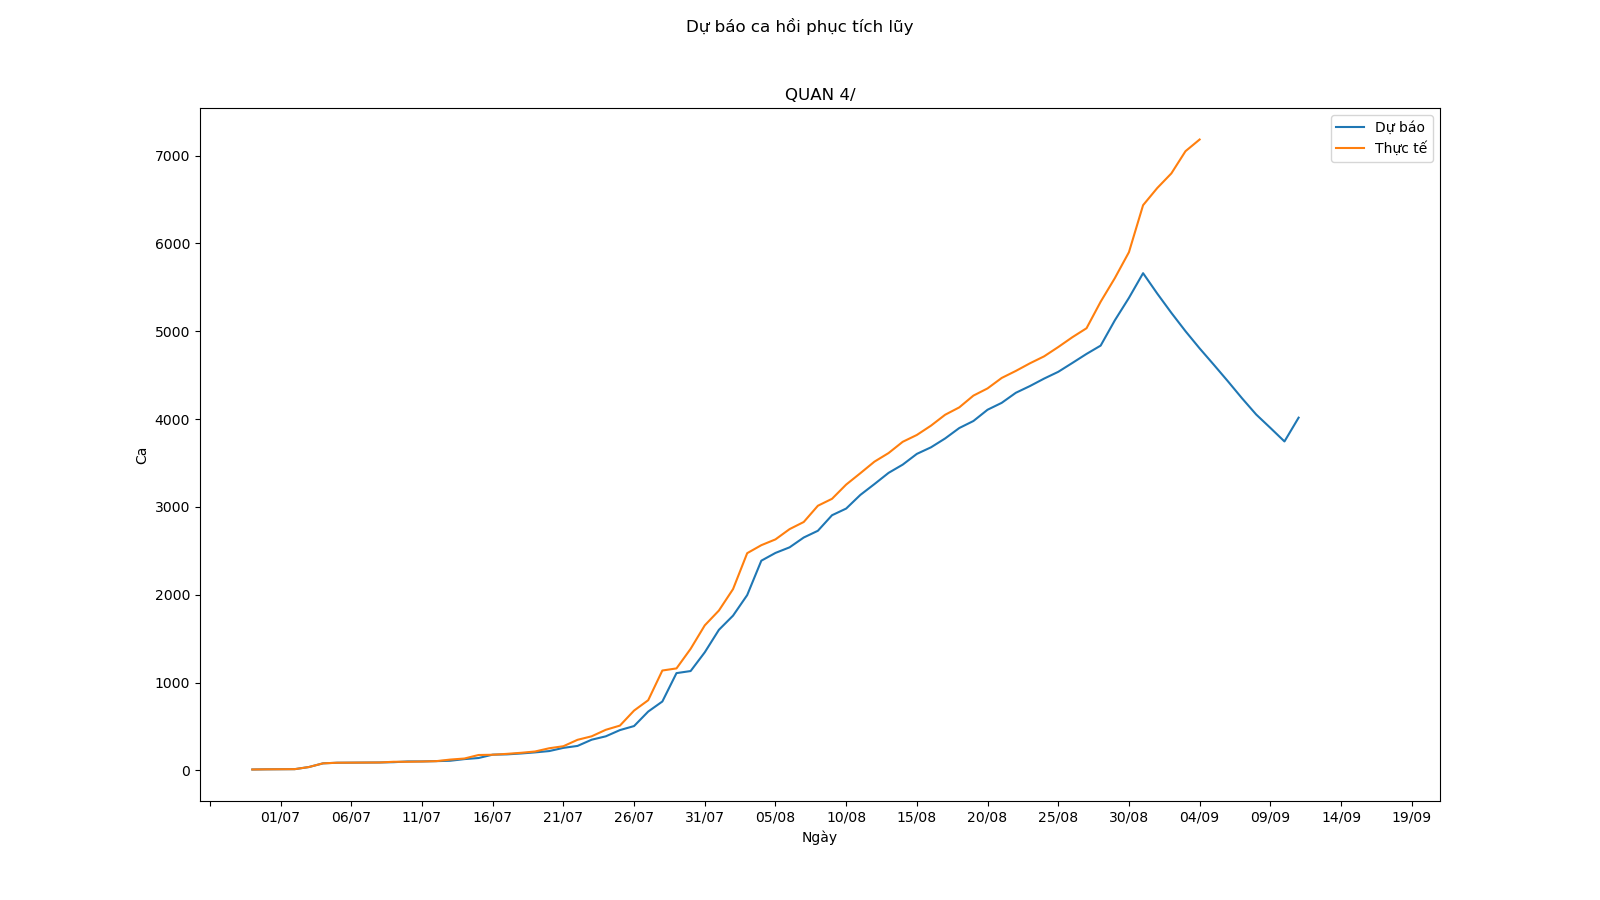 Dự báo ca hồi phục tích lũy
QUAN 4/
Dự báo
Thực tế
7000
6000
5000
4000
3000
2000
1000
0
Ca
01/07 06/07 11/07 16/07 21/07 26/07 31/07 05/08 10/08 15/08 20/08 25/08 30/08 04/09 09/09 14/09 19/09
Ngày